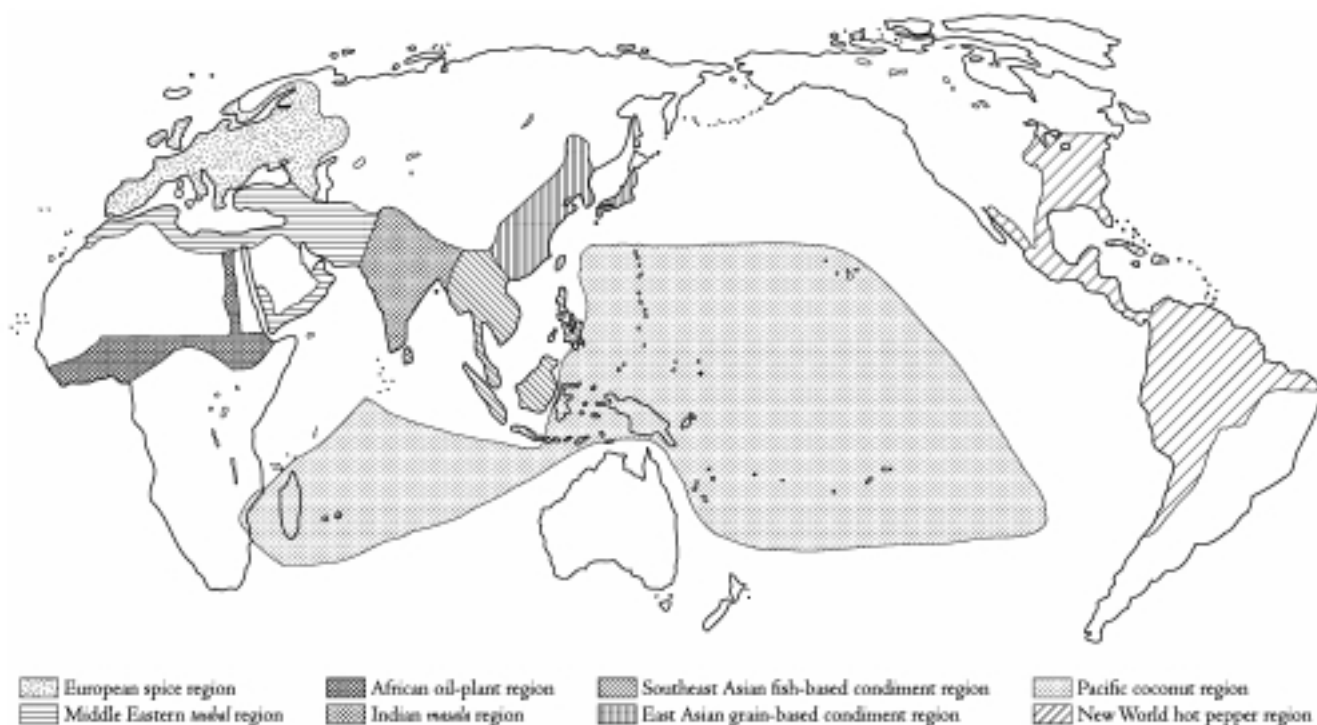 European spice region
Middle Eastern region
African oil-plant region
Indian masala region
Southeast Asian fish-based condiment region
East Asian grain-based condiment region
Pacific coconut region
New World hot pepper region